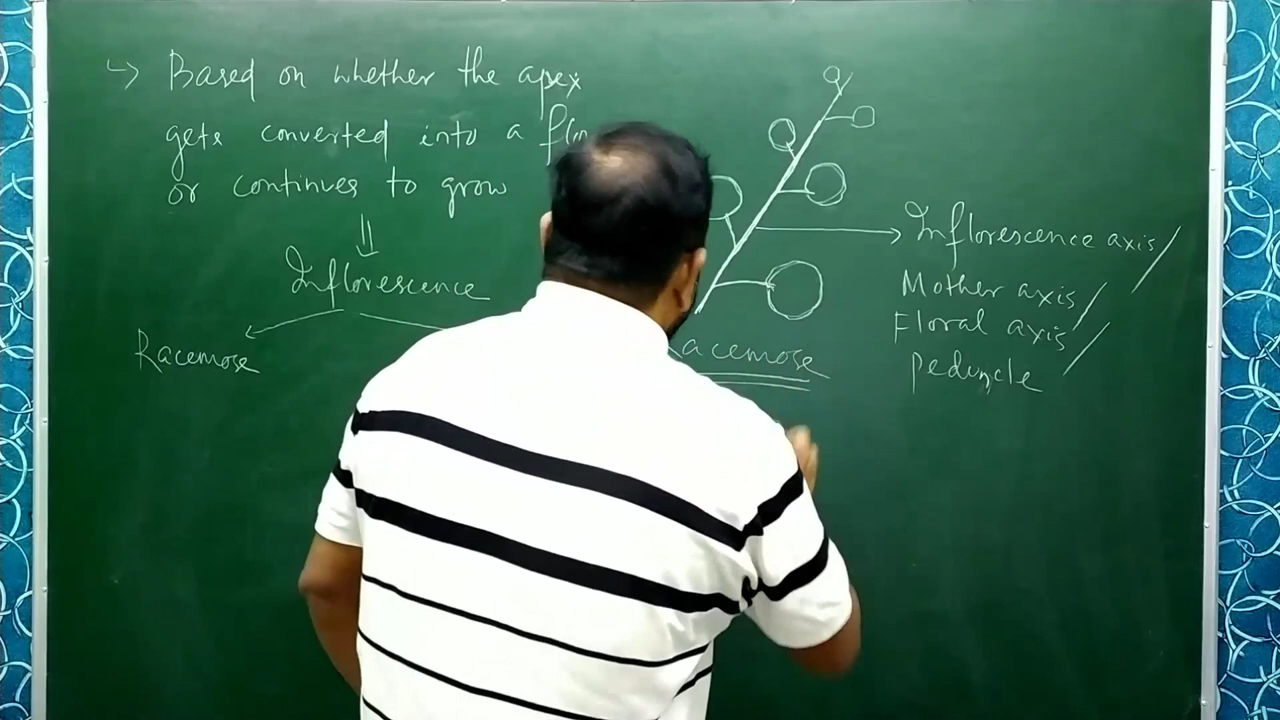 ↳ Based on whether the apex
gets converted into a
or continues to grow
⇓
Inflorescence
Racemose
Racemose
Inflorescence axis/
Mother axis/
Floral axis/
peduncle